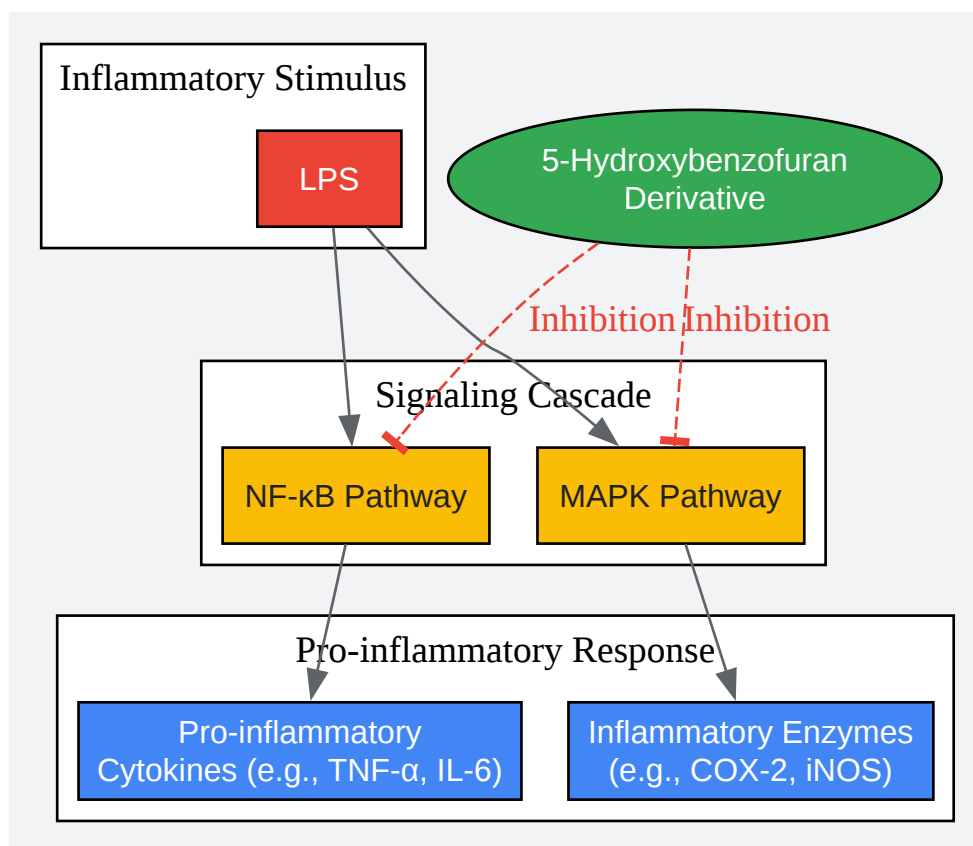 Inflammatory Stimulus
LPS
5-Hydroxybenzofuran
Derivative
Inhibition
Inhibition
Signaling Cascade
NF-κB Pathway
MAPK Pathway
Pro-inflammatory Response
Pro-inflammatory
Cytokines (e.g., TNF-α, IL-6)
Inflammatory Enzymes
(e.g., COX-2, iNOS)